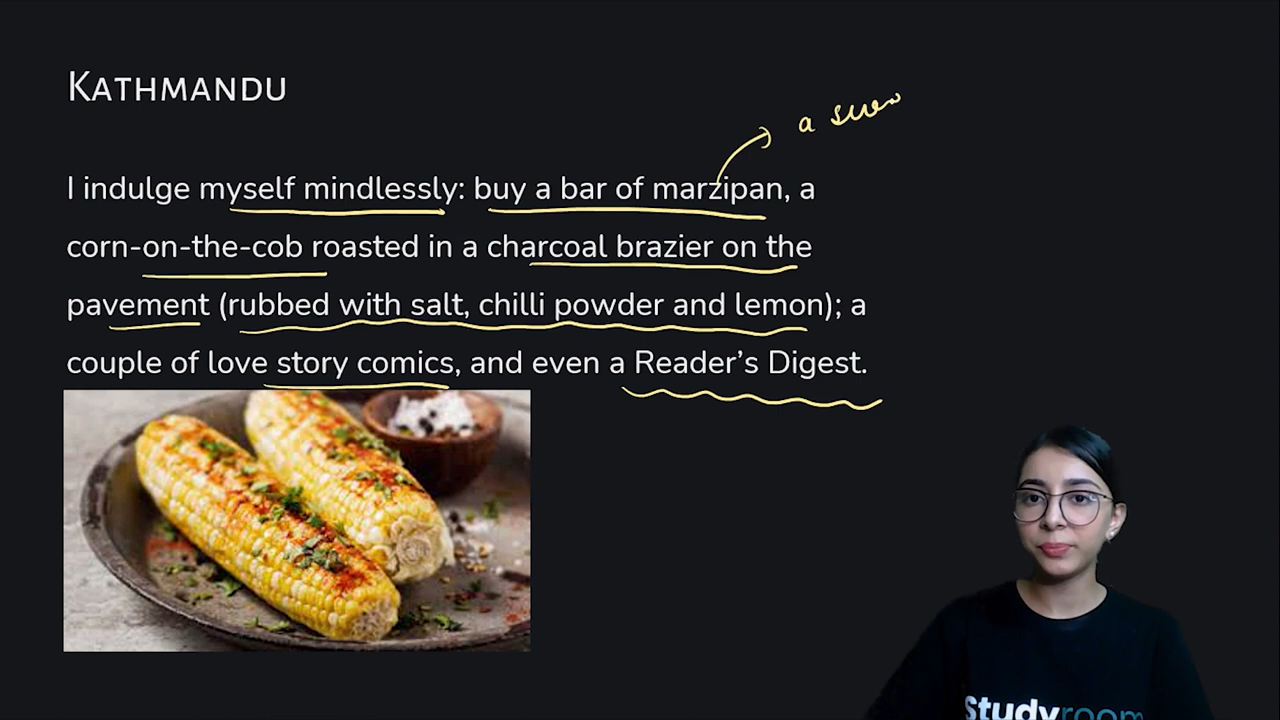 KATHMANDU
a swe
I indulge myself mindlessly: buy a bar of marzipan, a
corn-on-the-cob roasted in a charcoal brazier on the
pavement (rubbed with salt, chilli powder and lemon); a
couple of love story comics, and even a Reader’s Digest.
Studyroom